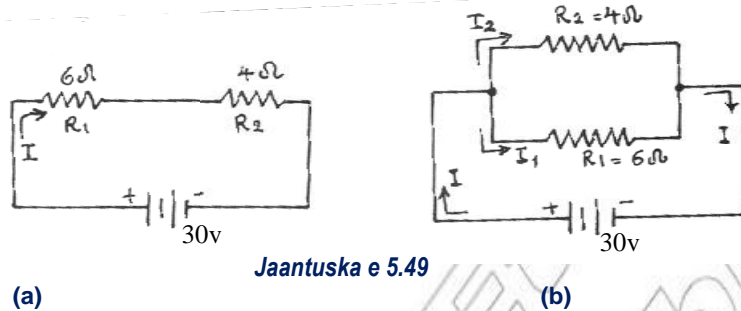 6Ω 4Ω
R1 R2
I
+ -
30v
(a)
I2 R2 = 4Ω
I1 R1 = 6Ω
I I
+ -
30v
(b)
Jaantuska e 5.49